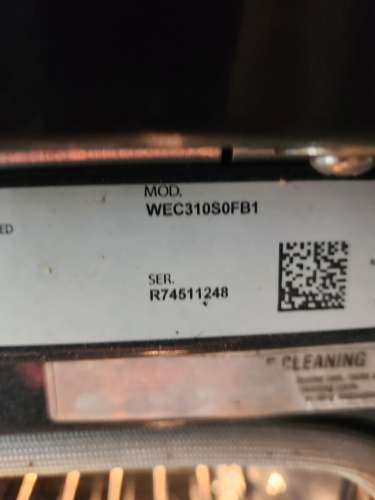 MOD.
WEC310S0FB1
ED
SER.
R74511248
CLEANING